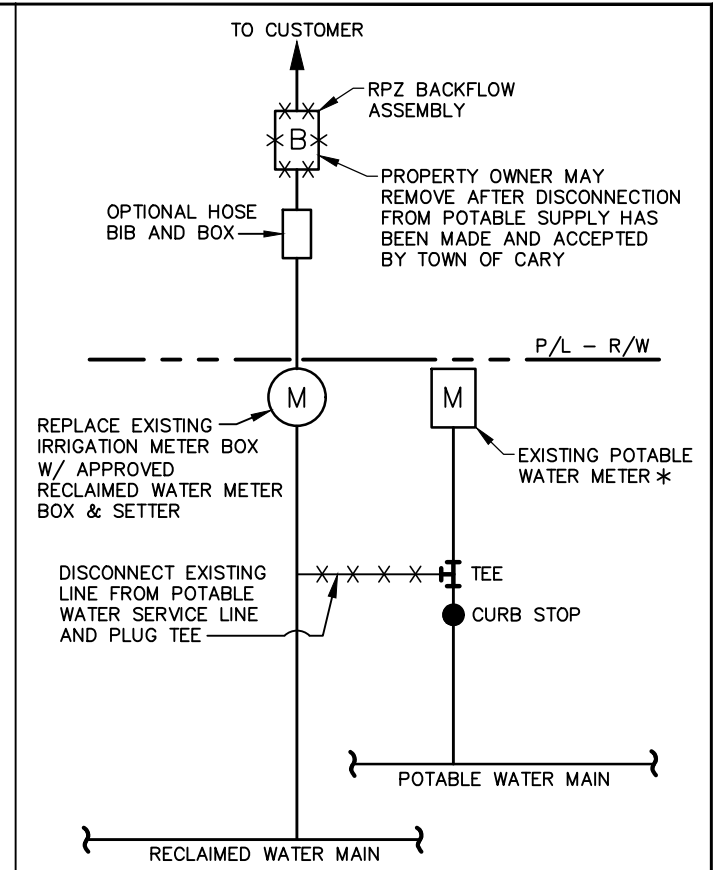 TO CUSTOMER
RPZ BACKFLOW
ASSEMBLY
B
PROPERTY OWNER MAY
REMOVE AFTER DISCONNECTION
FROM POTABLE SUPPLY HAS
BEEN MADE AND ACCEPTED
BY TOWN OF CARY
OPTIONAL HOSE
BIB AND BOX
P/L – R/W
M
M
REPLACE EXISTING
IRRIGATION METER BOX
W/ APPROVED
RECLAIMED WATER METER
BOX & SETTER
EXISTING POTABLE
WATER METER *
DISCONNECT EXISTING
LINE FROM POTABLE
WATER SERVICE LINE
AND PLUG TEE
TEE
CURB STOP
POTABLE WATER MAIN
RECLAIMED WATER MAIN